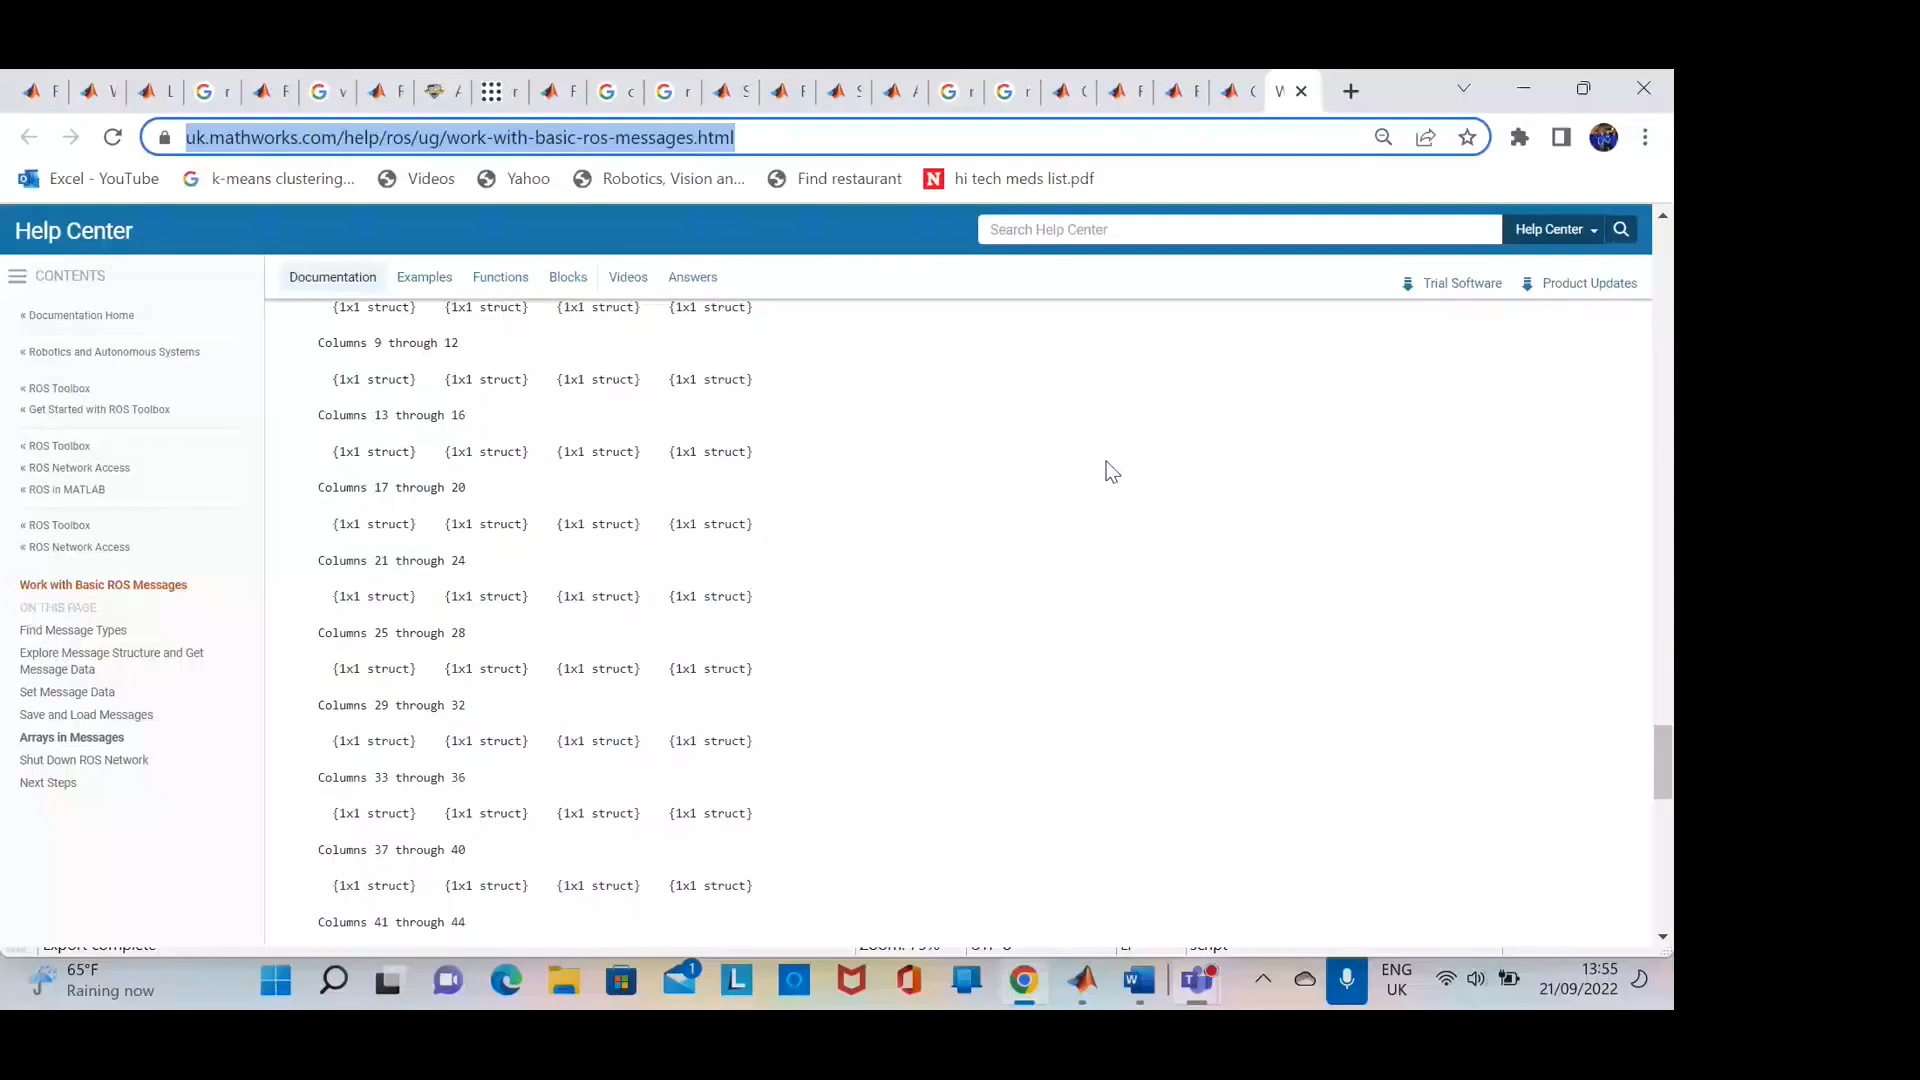 F V L r F v F A r F c r S F S A r r C F F C W
uk.mathworks.com/help/ros/ug/work-with-basic-ros-messages.html
Excel - YouTube k-means clustering... Videos Yahoo Robotics, Vision an... Find restaurant N hi tech meds list.pdf
Help Center Search Help Center Help Center
CONTENTS Documentation Examples Functions Blocks Videos Answers Trial Software Product Updates
« Documentation Home
« Robotics and Autonomous Systems
« ROS Toolbox
« Get Started with ROS Toolbox
« ROS Toolbox
« ROS Network Access
« ROS in MATLAB
« ROS Toolbox
« ROS Network Access
Work with Basic ROS Messages
ON THIS PAGE
Find Message Types
Explore Message Structure and Get
Message Data
Set Message Data
Save and Load Messages
Arrays in Messages
Shut Down ROS Network
Next Steps
{1x1 struct} {1x1 struct} {1x1 struct} {1x1 struct}
Columns 9 through 12
{1x1 struct} {1x1 struct} {1x1 struct} {1x1 struct}
Columns 13 through 16
{1x1 struct} {1x1 struct} {1x1 struct} {1x1 struct}
Columns 17 through 20
{1x1 struct} {1x1 struct} {1x1 struct} {1x1 struct}
Columns 21 through 24
{1x1 struct} {1x1 struct} {1x1 struct} {1x1 struct}
Columns 25 through 28
{1x1 struct} {1x1 struct} {1x1 struct} {1x1 struct}
Columns 29 through 32
{1x1 struct} {1x1 struct} {1x1 struct} {1x1 struct}
Columns 33 through 36
{1x1 struct} {1x1 struct} {1x1 struct} {1x1 struct}
Columns 37 through 40
{1x1 struct} {1x1 struct} {1x1 struct} {1x1 struct}
Columns 41 through 44
65°F
Raining now
1
L
W
ENG
UK
13:55
21/09/2022